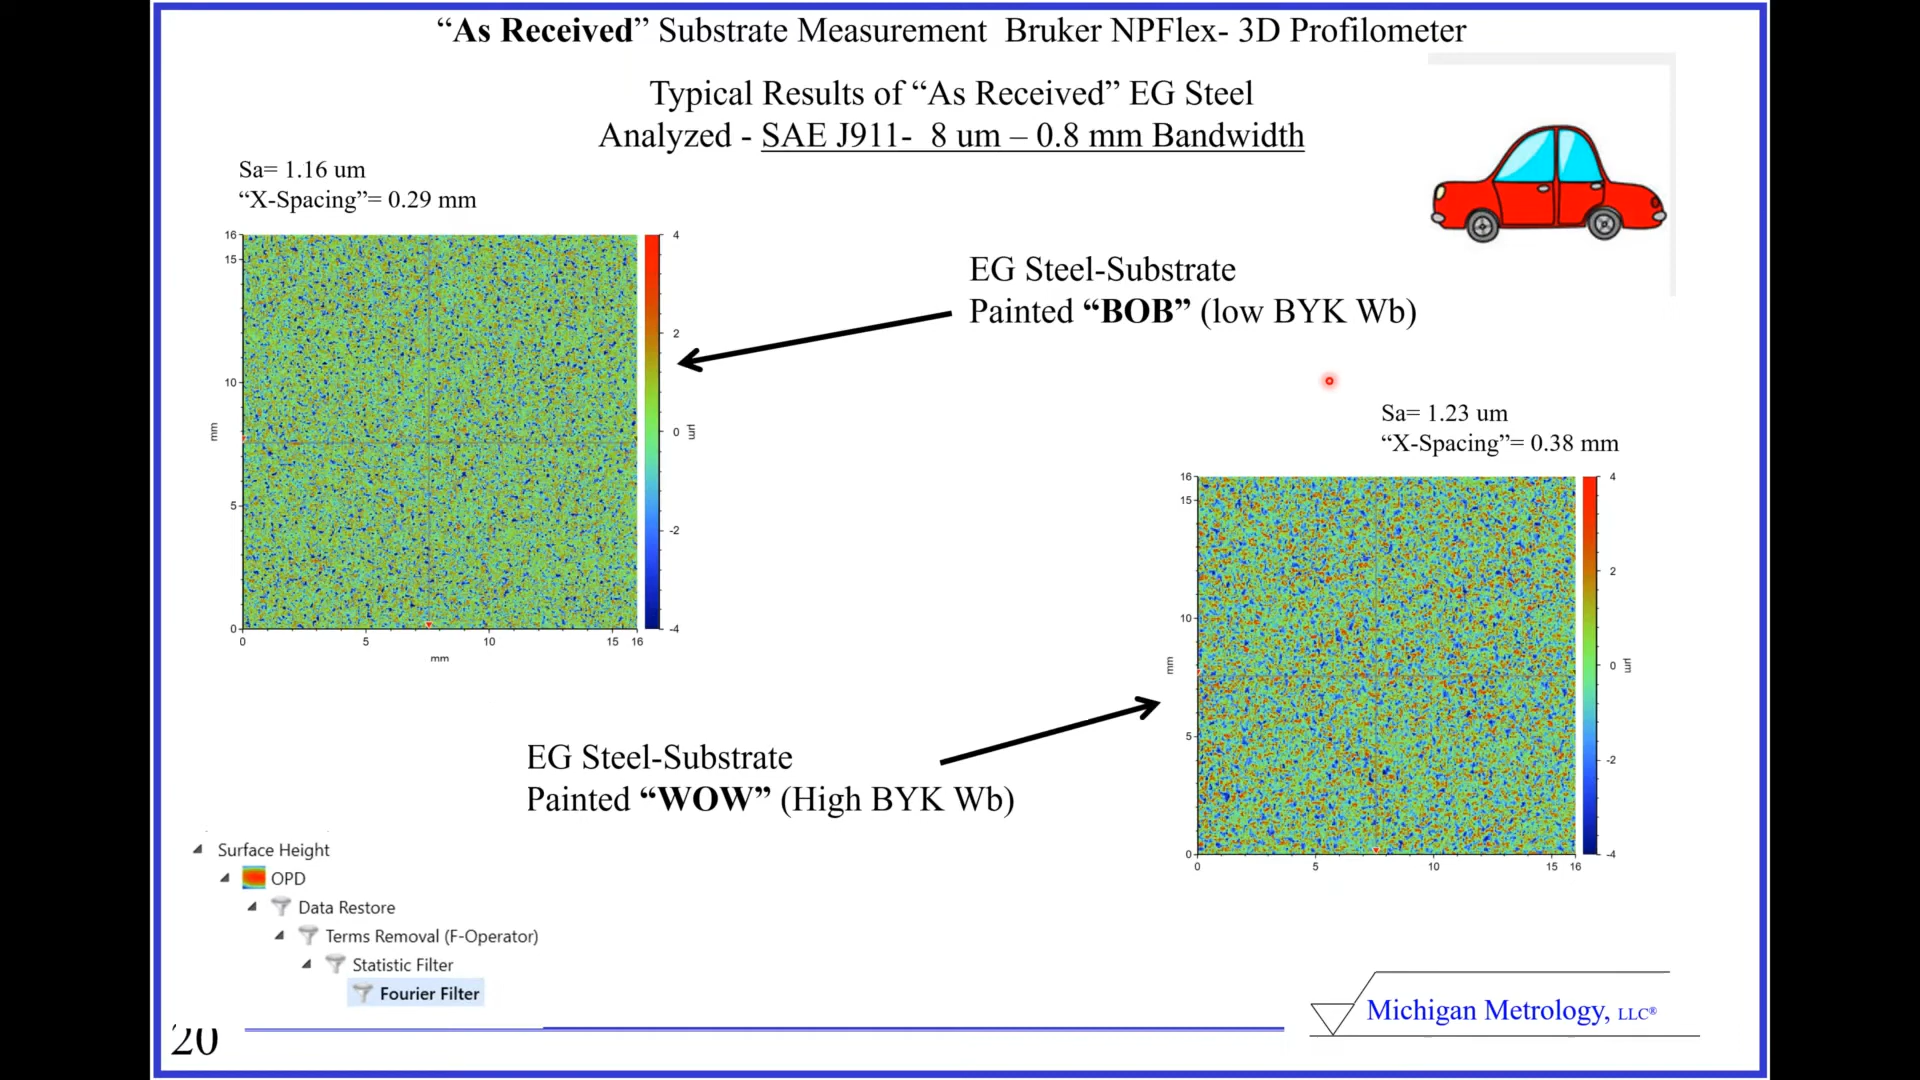 “As Received” Substrate Measurement Bruker NPFlex- 3D Profilometer
Typical Results of “As Received” EG Steel
Analyzed - SAE J911- 8 um – 0.8 mm Bandwidth
Sa= 1.16 um
“X-Spacing”= 0.29 mm
16
15
10
5
0
mm
0 5 10 15 16
mm
4
2
0
-2
-4
µm
EG Steel-Substrate
Painted “BOB” (low BYK Wb)
Sa= 1.23 um
“X-Spacing”= 0.38 mm
16
15
10
5
0
mm
0 5 10 15 16
4
2
0
-2
-4
µm
EG Steel-Substrate
Painted “WOW” (High BYK Wb)
Surface Height
OPD
Data Restore
Terms Removal (F-Operator)
Statistic Filter
Fourier Filter
Michigan Metrology, LLC®
20